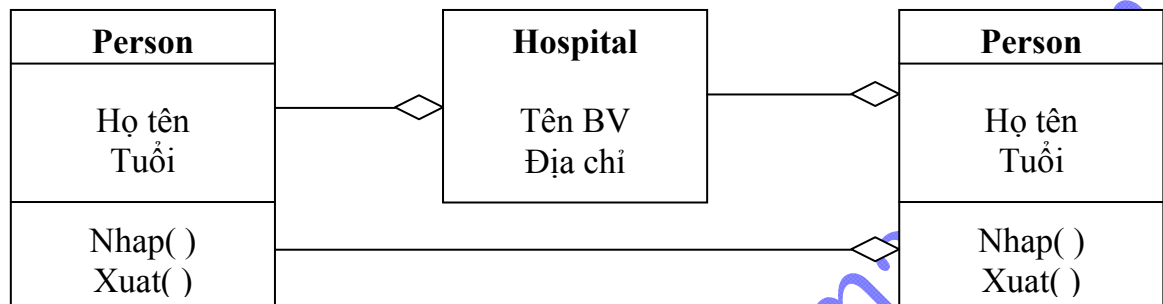 Person
Họ tên
Tuổi
Nhap( )
Xuat( )
Hospital
Tên BV
Địa chỉ
Person
Họ tên
Tuổi
Nhap( )
Xuat( )